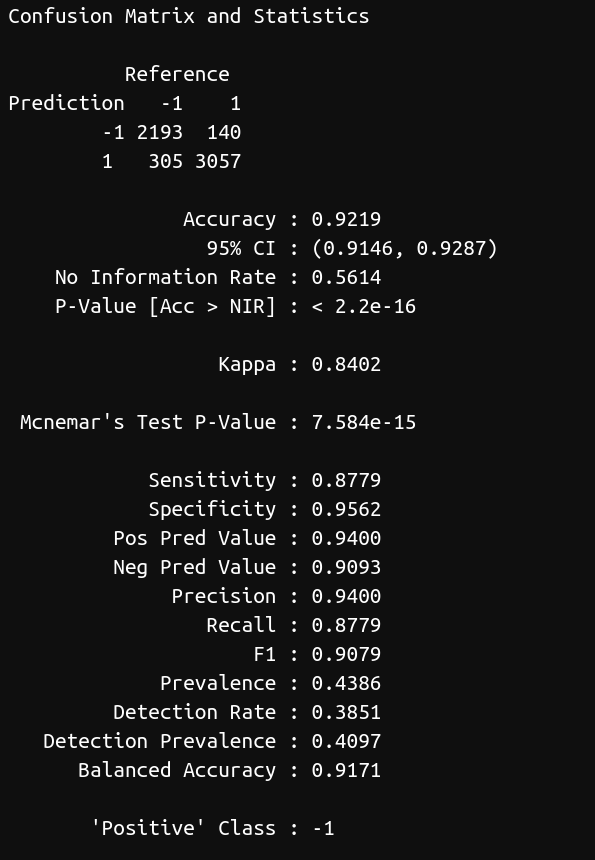 Confusion Matrix and Statistics
Reference
Prediction -1 1
-1 2193 140
1 305 3057
Accuracy : 0.9219
95% CI : (0.9146, 0.9287)
No Information Rate : 0.5614
P-Value [Acc > NIR] : < 2.2e-16
Kappa : 0.8402
Mcnemar's Test P-Value : 7.584e-15
Sensitivity : 0.8779
Specificity : 0.9562
Pos Pred Value : 0.9400
Neg Pred Value : 0.9093
Precision : 0.9400
Recall : 0.8779
F1 : 0.9079
Prevalence : 0.4386
Detection Rate : 0.3851
Detection Prevalence : 0.4097
Balanced Accuracy : 0.9171
'Positive' Class : -1